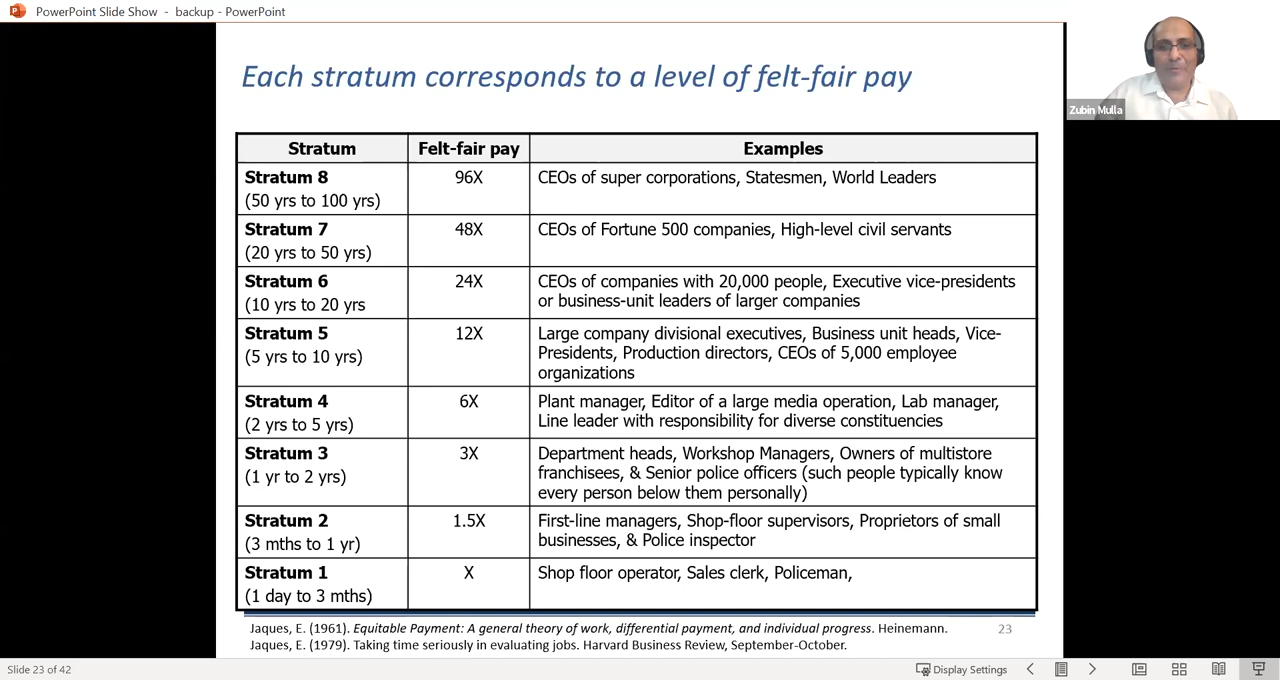 PowerPoint Slide Show - backup - PowerPoint
Zubin Mulla
Each stratum corresponds to a level of felt-fair pay
Stratum Felt-fair pay Examples
Stratum 8 96X CEOs of super corporations, Statesmen, World Leaders
(50 yrs to 100 yrs)
Stratum 7 48X CEOs of Fortune 500 companies, High-level civil servants
(20 yrs to 50 yrs)
Stratum 6 24X CEOs of companies with 20,000 people, Executive vice-presidents
(10 yrs to 20 yrs or business-unit leaders of larger companies
Stratum 5 12X Large company divisional executives, Business unit heads, Vice-
(5 yrs to 10 yrs) Presidents, Production directors, CEOs of 5,000 employee
organizations
Stratum 4 6X Plant manager, Editor of a large media operation, Lab manager,
(2 yrs to 5 yrs) Line leader with responsibility for diverse constituencies
Stratum 3 3X Department heads, Workshop Managers, Owners of multistore
(1 yr to 2 yrs) franchisees, & Senior police officers (such people typically know
every person below them personally)
Stratum 2 1.5X First-line managers, Shop-floor supervisors, Proprietors of small
(3 mths to 1 yr) businesses, & Police inspector
Stratum 1 X Shop floor operator, Sales clerk, Policeman,
(1 day to 3 mths)
Jaques, E. (1961). Equitable Payment: A general theory of work, differential payment, and individual progress. Heinemann.
23
Jaques, E. (1979). Taking time seriously in evaluating jobs. Harvard Business Review, September-October.
Slide 23 of 42
Display Settings